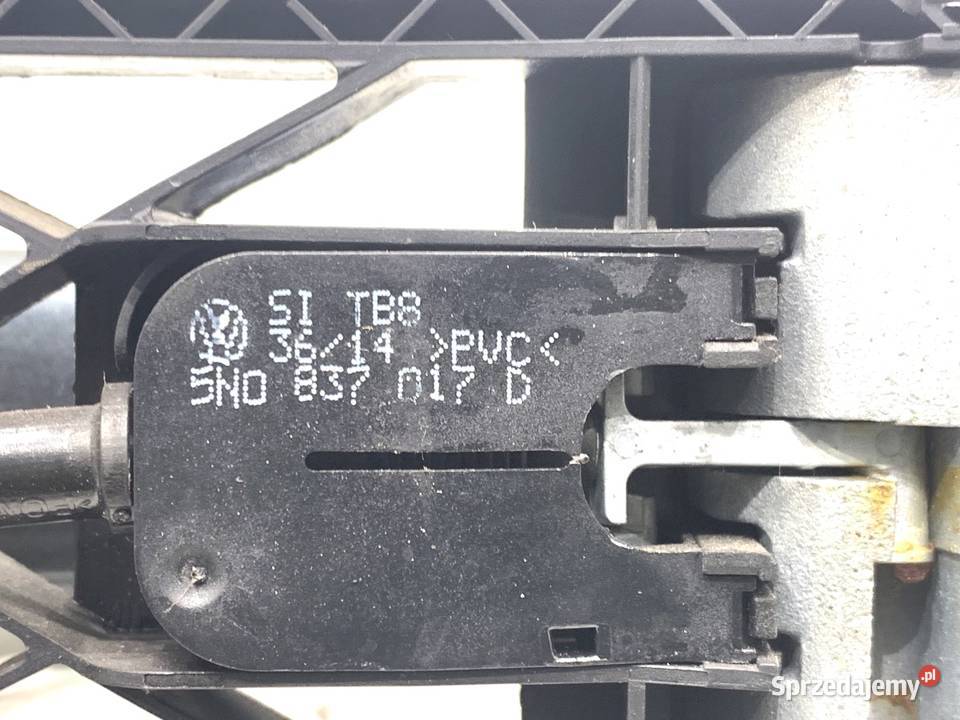 SI TB8
36/14 >PVC<
5N0 837 017 D
Sprzedajemy.pl